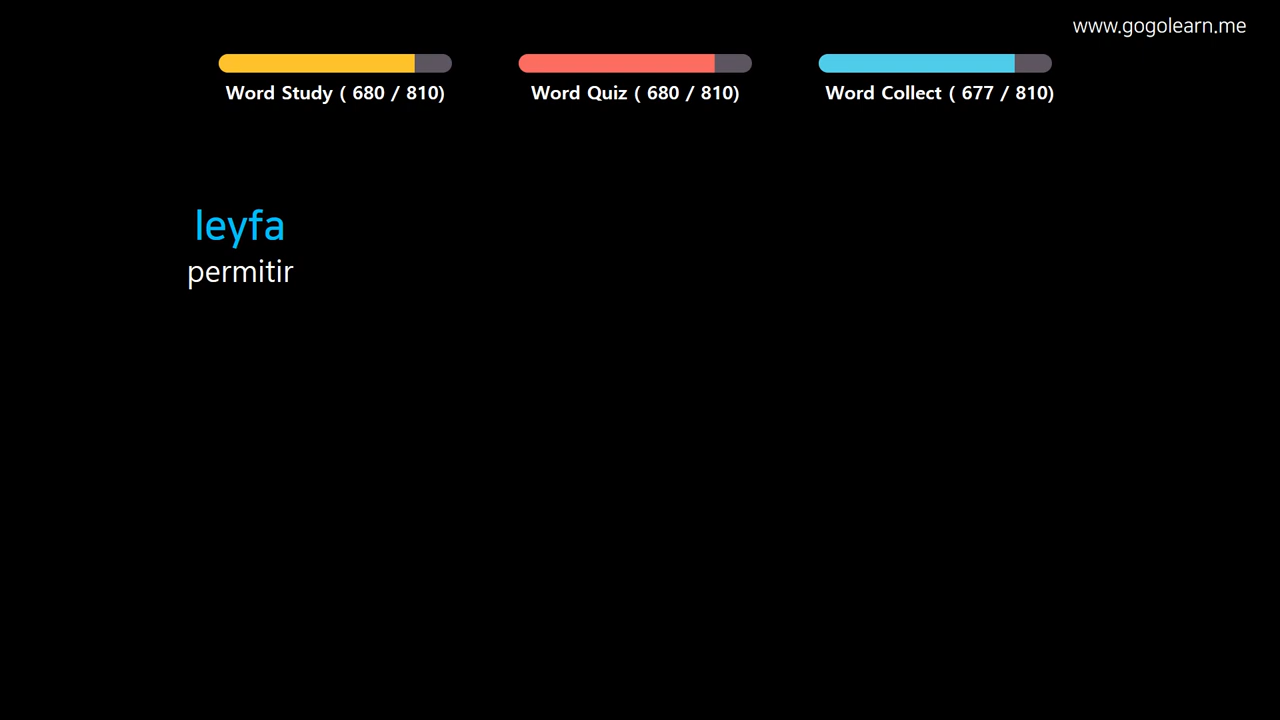 www.gogolearn.me
Word Study ( 680 / 810)
Word Quiz ( 680 / 810)
Word Collect ( 677 / 810)
leyfa
permitir